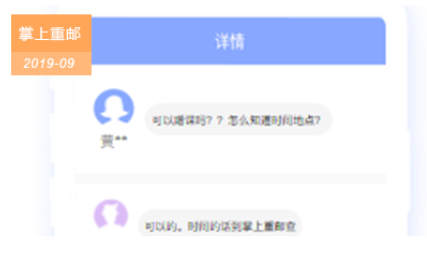 掌上重邮
2019-09
详情
可以蹭课吗？？怎么知道时间地点？
黄**
可以的。时间的话到掌上重邮查